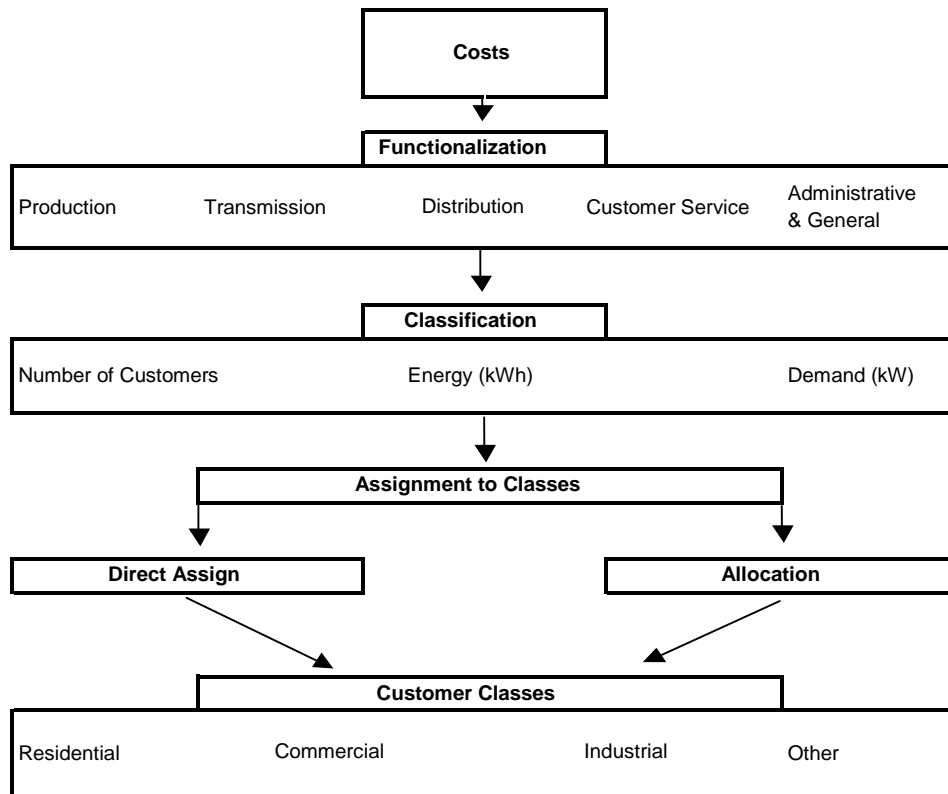 Costs
Functionalization
Production Transmission Distribution Customer Service Administrative
& General
Classification
Number of Customers Energy (kWh) Demand (kW)
Assignment to Classes
Direct Assign Allocation
Customer Classes
Residential Commercial Industrial Other